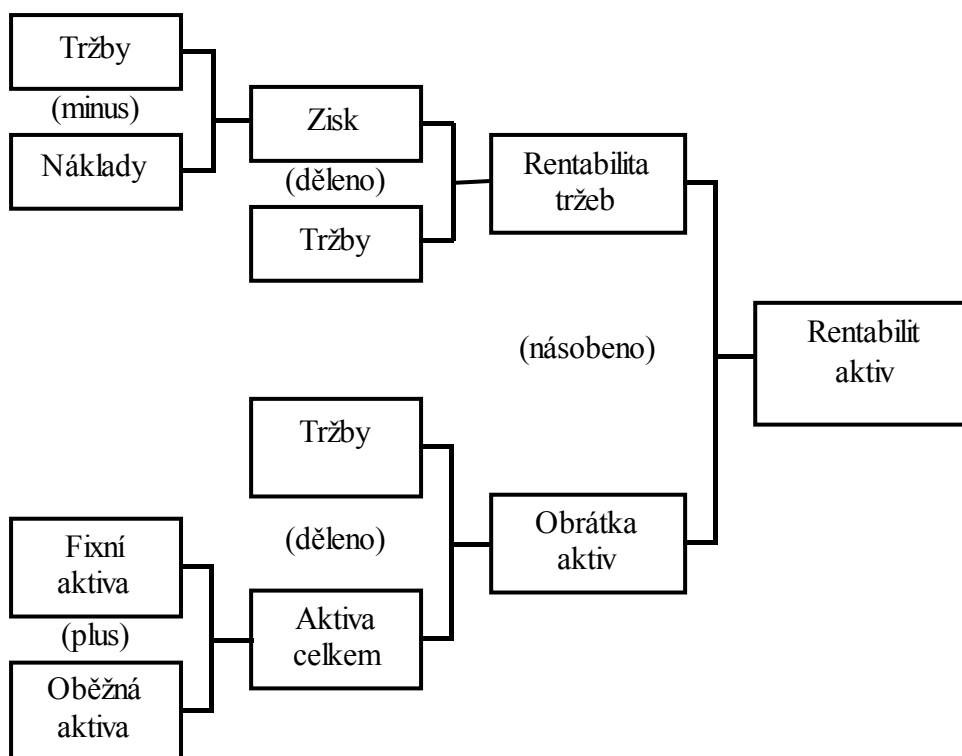 Tržby
(minus)
Náklady
Zisk
(děleno)
Tržby
Rentabilita
tržeb
(násobeno)
Rentabilit
aktiv
Tržby
(děleno)
Obrátka
aktiv
Fixní
aktiva
(plus)
Oběžná
aktiva
Aktiva
celkem